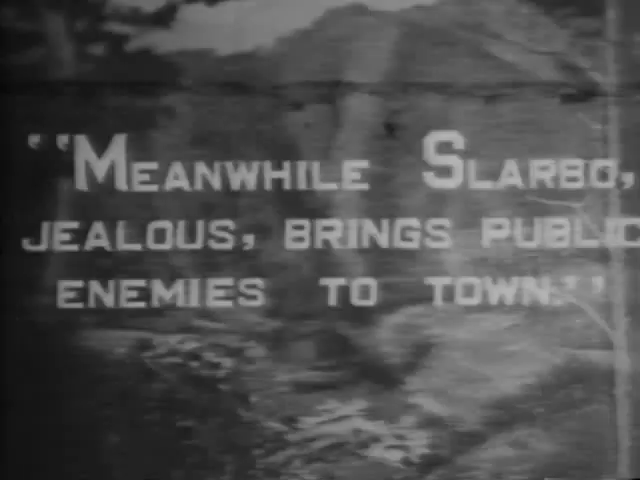 "Meanwhile Slarbo,
jealous, brings public
enemies to town."